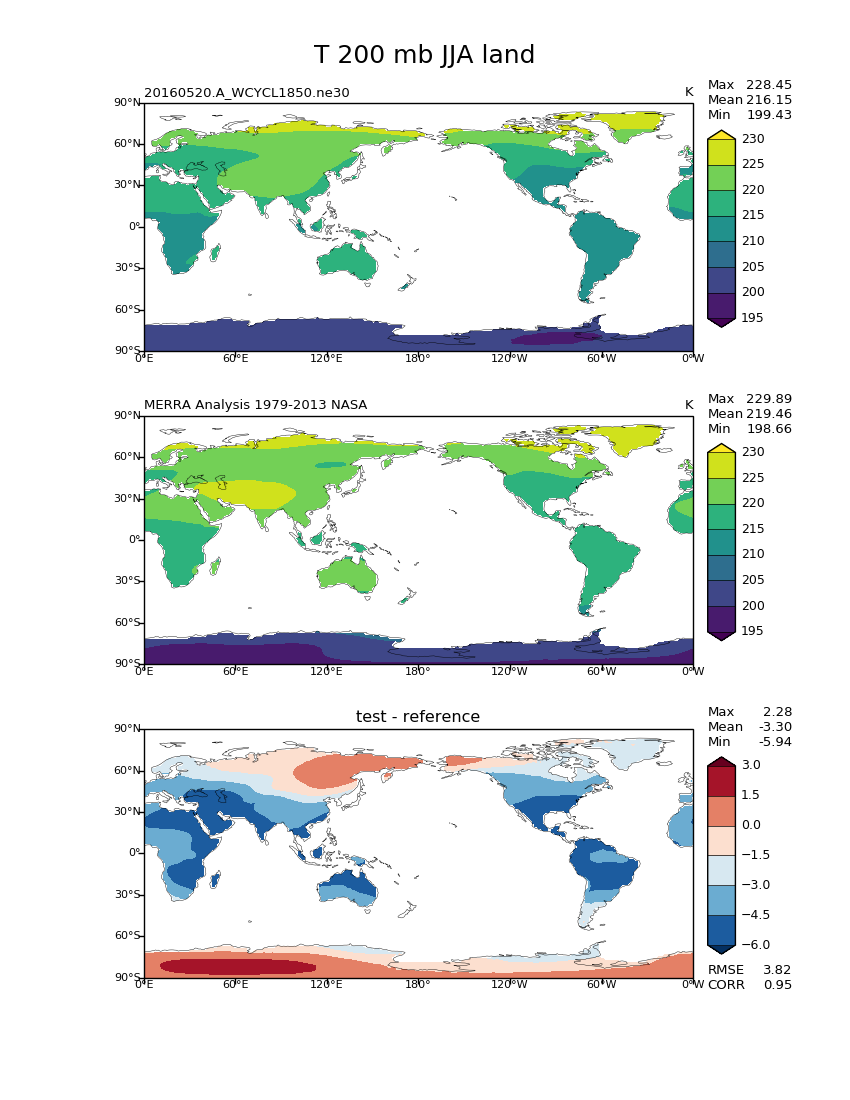 T 200 mb JJA land
20160520.A_WCYCL1850.ne30
K
Max 228.45
Mean 216.15
Min 199.43
90°N
60°N
30°N
0°
30°S
60°S
90°S
0°E
60°E
120°E
180°
120°W
60°W
0°W
230
225
220
215
210
205
200
195
MERRA Analysis 1979-2013 NASA
K
Max 229.89
Mean 219.46
Min 198.66
90°N
60°N
30°N
0°
30°S
60°S
90°S
0°E
60°E
120°E
180°
120°W
60°W
0°W
230
225
220
215
210
205
200
195
test - reference
Max 2.28
Mean -3.30
Min -5.94
90°N
60°N
30°N
0°
30°S
60°S
90°S
0°E
60°E
120°E
180°
120°W
60°W
0°W
3.0
1.5
0.0
−1.5
−3.0
−4.5
−6.0
RMSE 3.82
CORR 0.95